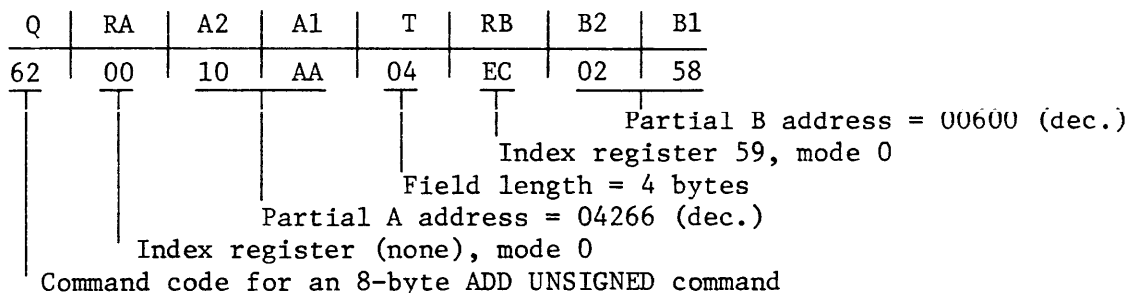 Q RA A2 A1 T RB B2 B1
62 00 10 AA 04 EC 02 58
Partial B address = 00600 (dec.)
Index register 59, mode 0
Field length = 4 bytes
Partial A address = 04266 (dec.)
Index register (none), mode 0
Command code for an 8-byte ADD UNSIGNED command